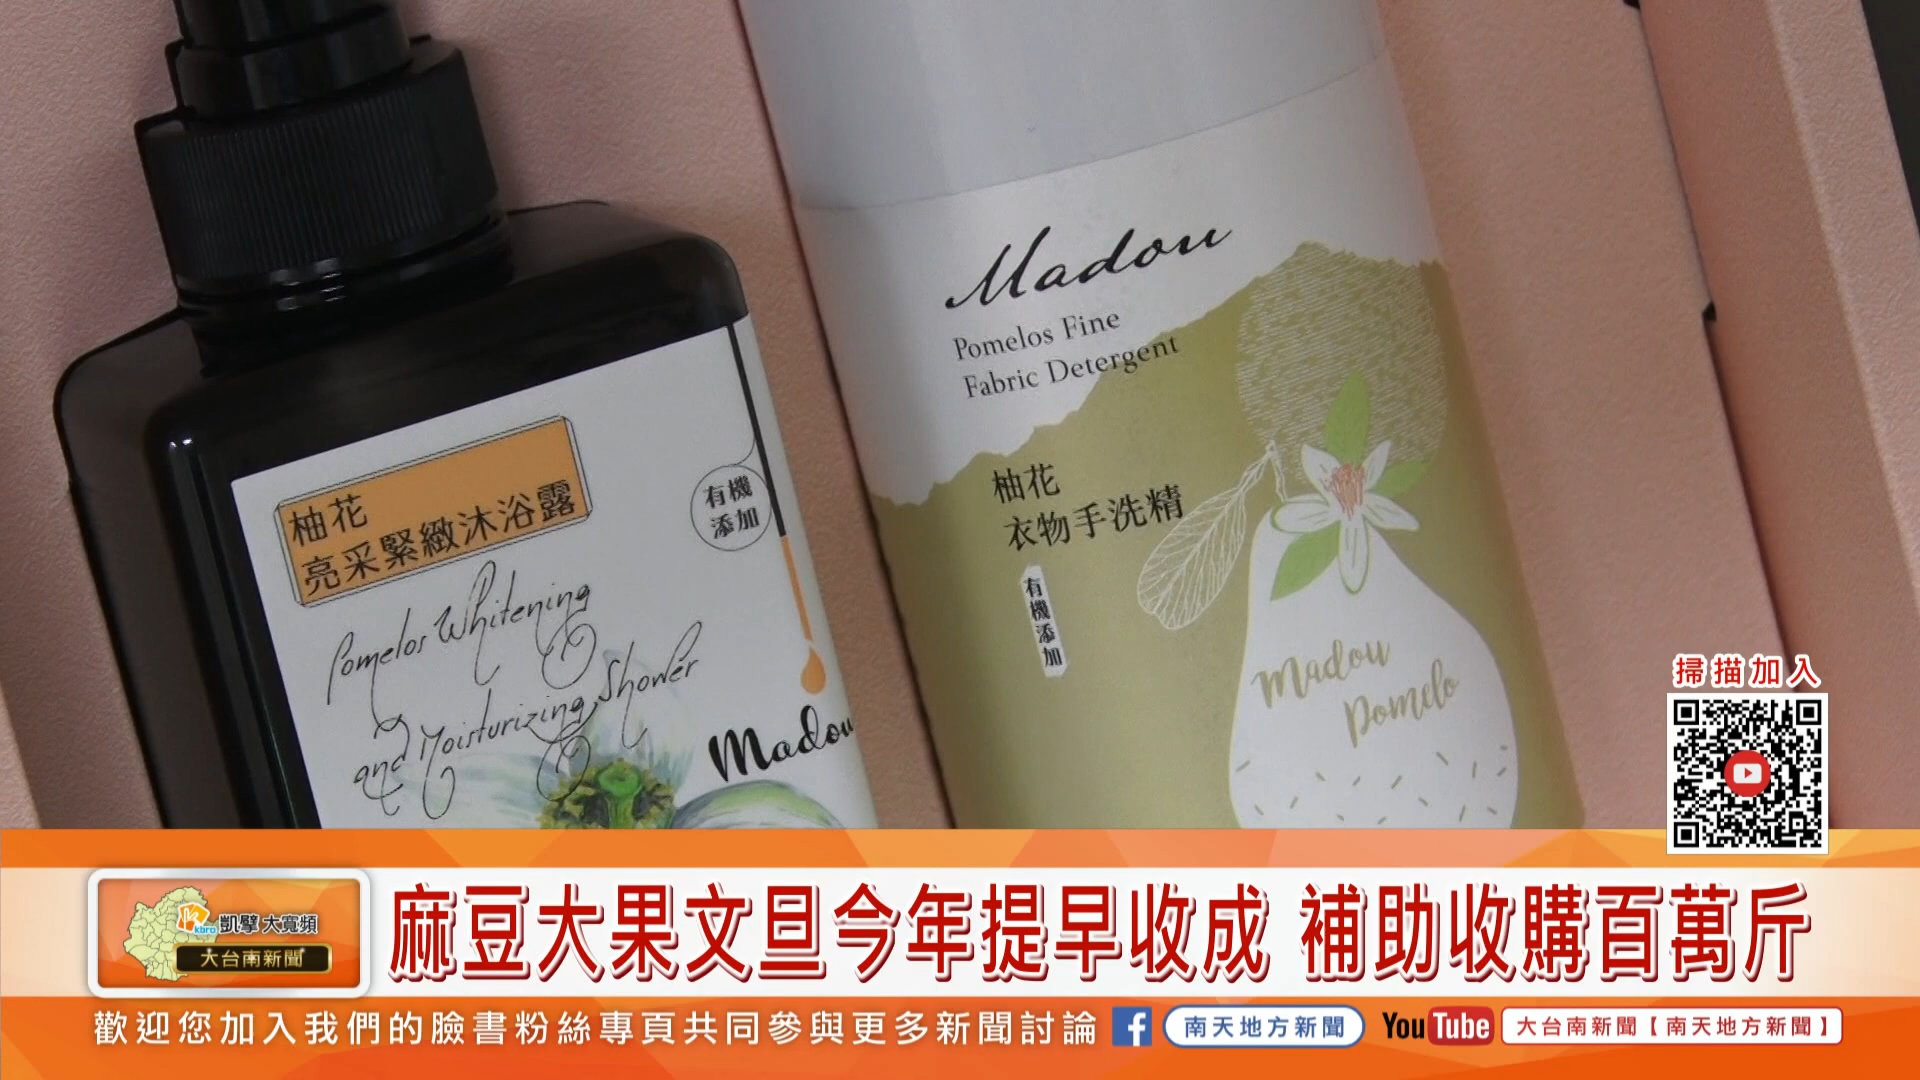 柚花
亮采緊緻沐浴露
有機
添加
Pomelos Whitening
and Moisturizing Shower
Madou
Madou
Pomelos Fine
Fabric Detergent
柚花
衣物手洗精
有機添加
Madou
Pomelo
掃描加入
凱擘大寬頻
kbro
大台南新聞
麻豆大果文旦今年提早收成 補助收購百萬斤
歡迎您加入我們的臉書粉絲專頁共同參與更多新聞討論 f 南天地方新聞 YouTube 大台南新聞【南天地方新聞】